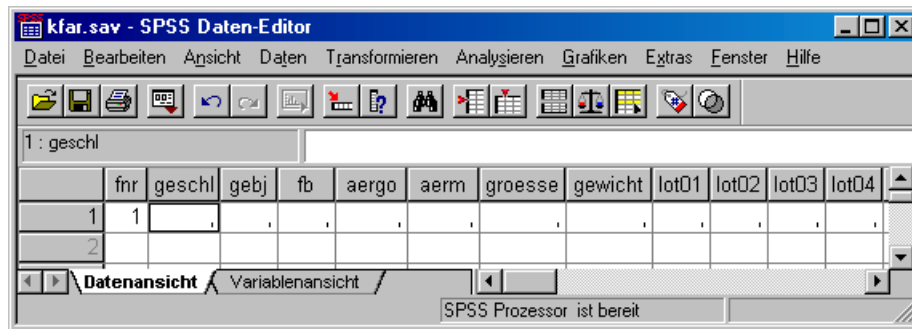 kfar.sav - SPSS Daten-Editor
Datei Bearbeiten Ansicht Daten Transformieren Analysieren Grafiken Extras Fenster Hilfe
1 : geschl
fnr geschl gebj fb aergo aerm groesse gewicht lot01 lot02 lot03 lot04
1 1 , , , , , , , , , , ,
2
Datenansicht Variablenansicht
SPSS Prozessor ist bereit